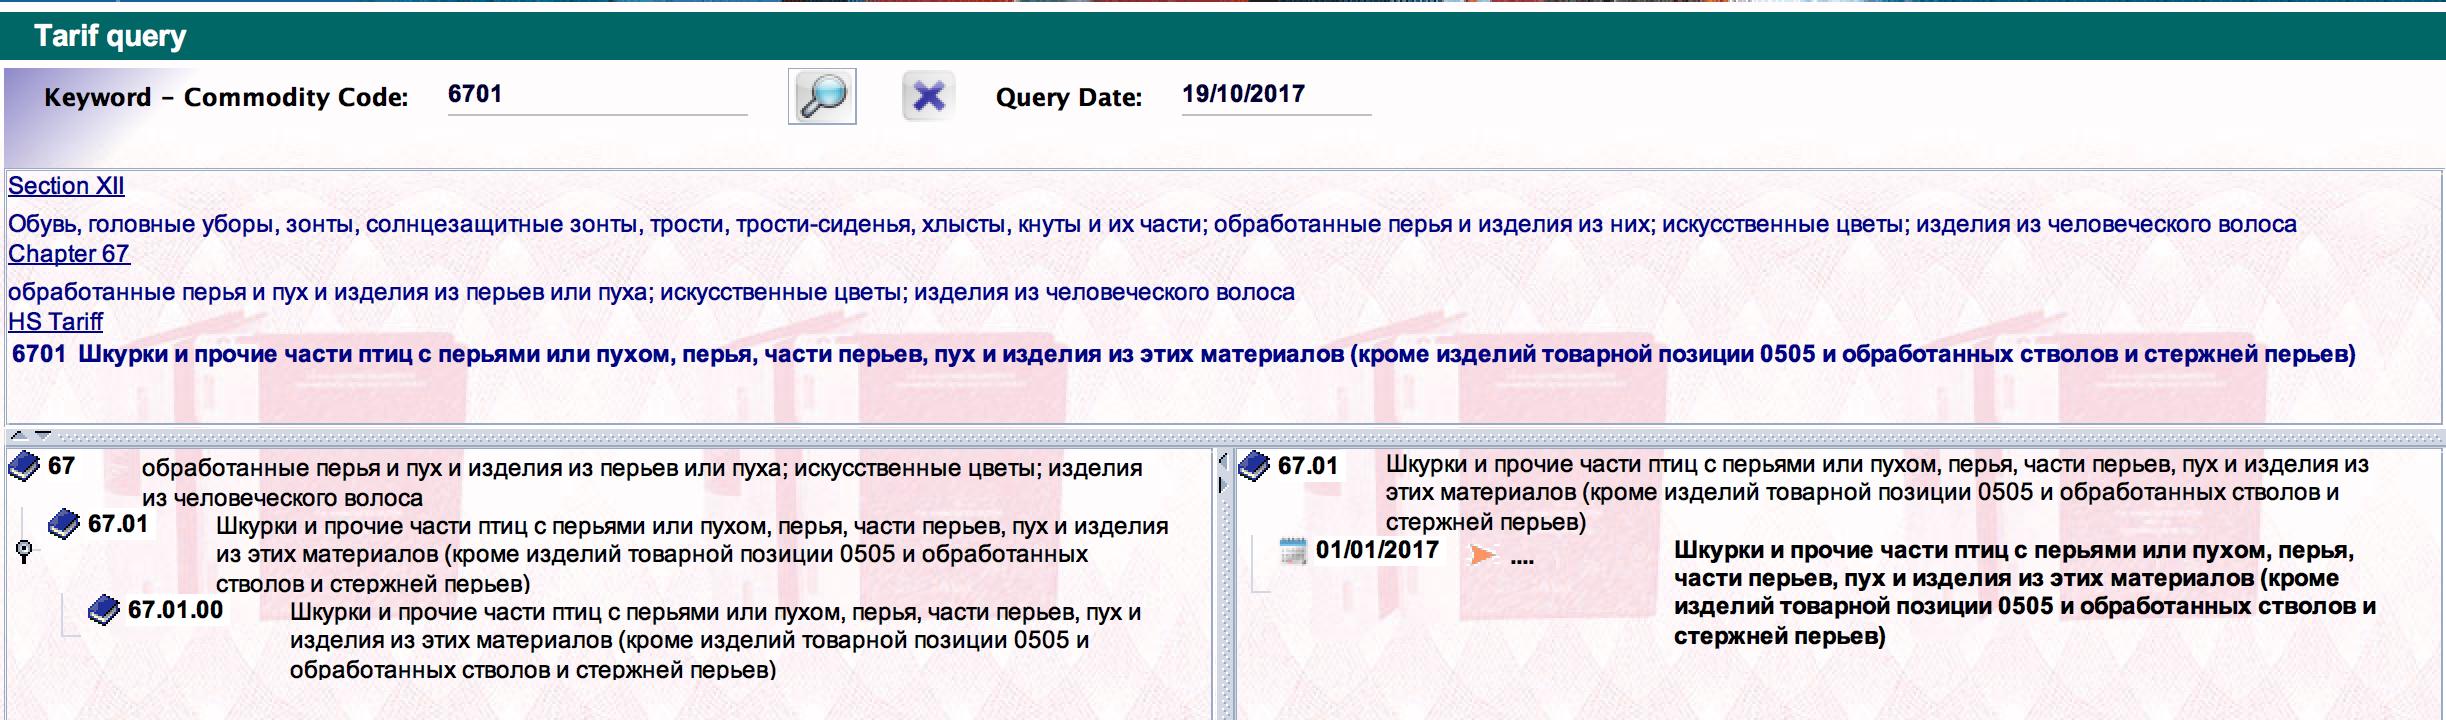 Tarif query
Keyword – Commodity Code: 6701 Query Date: 19/10/2017
Section XII
Обувь, головные уборы, зонты, солнцезащитные зонты, трости, трости-сиденья, хлысты, кнуты и их части; обработанные перья и изделия из них; искусственные цветы; изделия из человеческого волоса
Chapter 67
обработанные перья и пух и изделия из перьев или пуха; искусственные цветы; изделия из человеческого волоса
HS Tariff
6701 Шкурки и прочие части птиц с перьями или пухом, перья, части перьев, пух и изделия из этих материалов (кроме изделий товарной позиции 0505 и обработанных стволов и стержней перьев)
67 обработанные перья и пух и изделия из перьев или пуха; искусственные цветы; изделия
из человеческого волоса
67.01 Шкурки и прочие части птиц с перьями или пухом, перья, части перьев, пух и изделия
из этих материалов (кроме изделий товарной позиции 0505 и обработанных
стволов и стержней перьев)
67.01.00 Шкурки и прочие части птиц с перьями или пухом, перья, части перьев, пух и
изделия из этих материалов (кроме изделий товарной позиции 0505 и
обработанных стволов и стержней перьев)
67.01 Шкурки и прочие части птиц с перьями или пухом, перья, части перьев, пух и изделия из
этих материалов (кроме изделий товарной позиции 0505 и обработанных стволов и
стержней перьев)
01/01/2017 .... Шкурки и прочие части птиц с перьями или пухом, перья,
части перьев, пух и изделия из этих материалов (кроме
изделий товарной позиции 0505 и обработанных стволов и
стержней перьев)